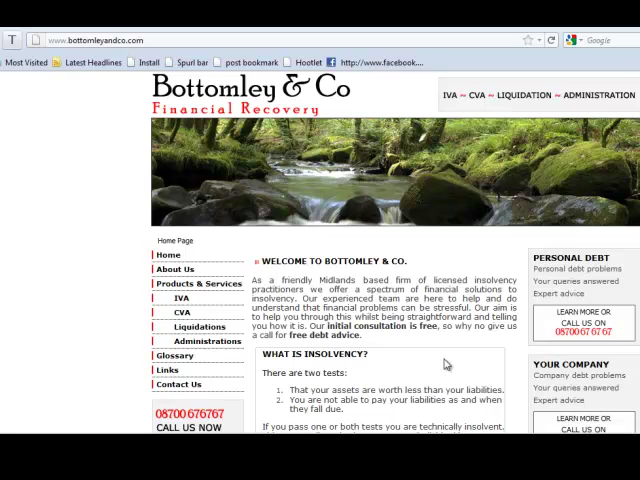 T
www.bottomleyandco.com
Google
Most Visited
Latest Headlines
Install
Spurl bar
post bookmark
Hootlet
http://www.facebook....
Bottomley & Co
Financial Recovery
IVA ~ CVA ~ LIQUIDATION ~ ADMINISTRATION
Home Page
Home
About Us
Products & Services
IVA
CVA
Liquidations
Administrations
Glossary
Links
Contact Us
08700 676767
CALL US NOW
WELCOME TO BOTTOMLEY & CO.
As a friendly Midlands based firm of licensed insolvency
practitioners we offer a spectrum of financial solutions to
insolvency. Our experienced team are here to help and do
understand that financial problems can be stressful. Our aim is
to help you through this whilst being straightforward and telling
you how it is. Our initial consultation is free, so why no give us
a call for free debt advice.
WHAT IS INSOLVENCY?
There are two tests:
1. That your assets are worth less than your liabilities.
2. You are not able to pay your liabilities as and when
they fall due.
If you pass one or both tests you are technically insolvent.
PERSONAL DEBT
Personal debt problems
Your queries answered
Expert advice
LEARN MORE OR
CALL US ON
08700 67 67 67
YOUR COMPANY
Company debt problems
Your queries answered
Expert advice
LEARN MORE OR
CALL US ON